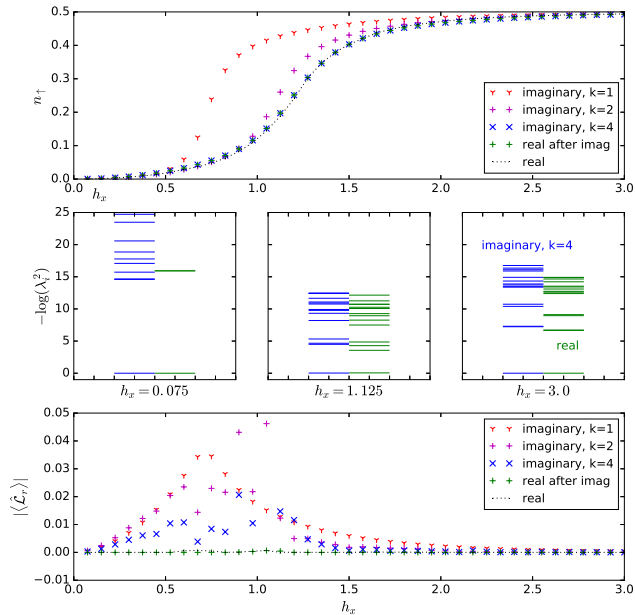 0.5
0.4
0.3
0.2
0.1
0.0
n↑
imaginary, k=1
imaginary, k=2
imaginary, k=4
real after imag
real
0.0 0.5 1.0 1.5 2.0 2.5 3.0
h_x
25
20
15
10
5
0
−log(λ_i^2)
imaginary, k=4
real
h_x = 0.075 h_x = 1.125 h_x = 3.0
0.05
0.04
0.03
0.02
0.01
0.00
−0.01
|⟨\hat{ℒ}_r⟩|
imaginary, k=1
imaginary, k=2
imaginary, k=4
real after imag
real
0.0 0.5 1.0 1.5 2.0 2.5 3.0
h_x